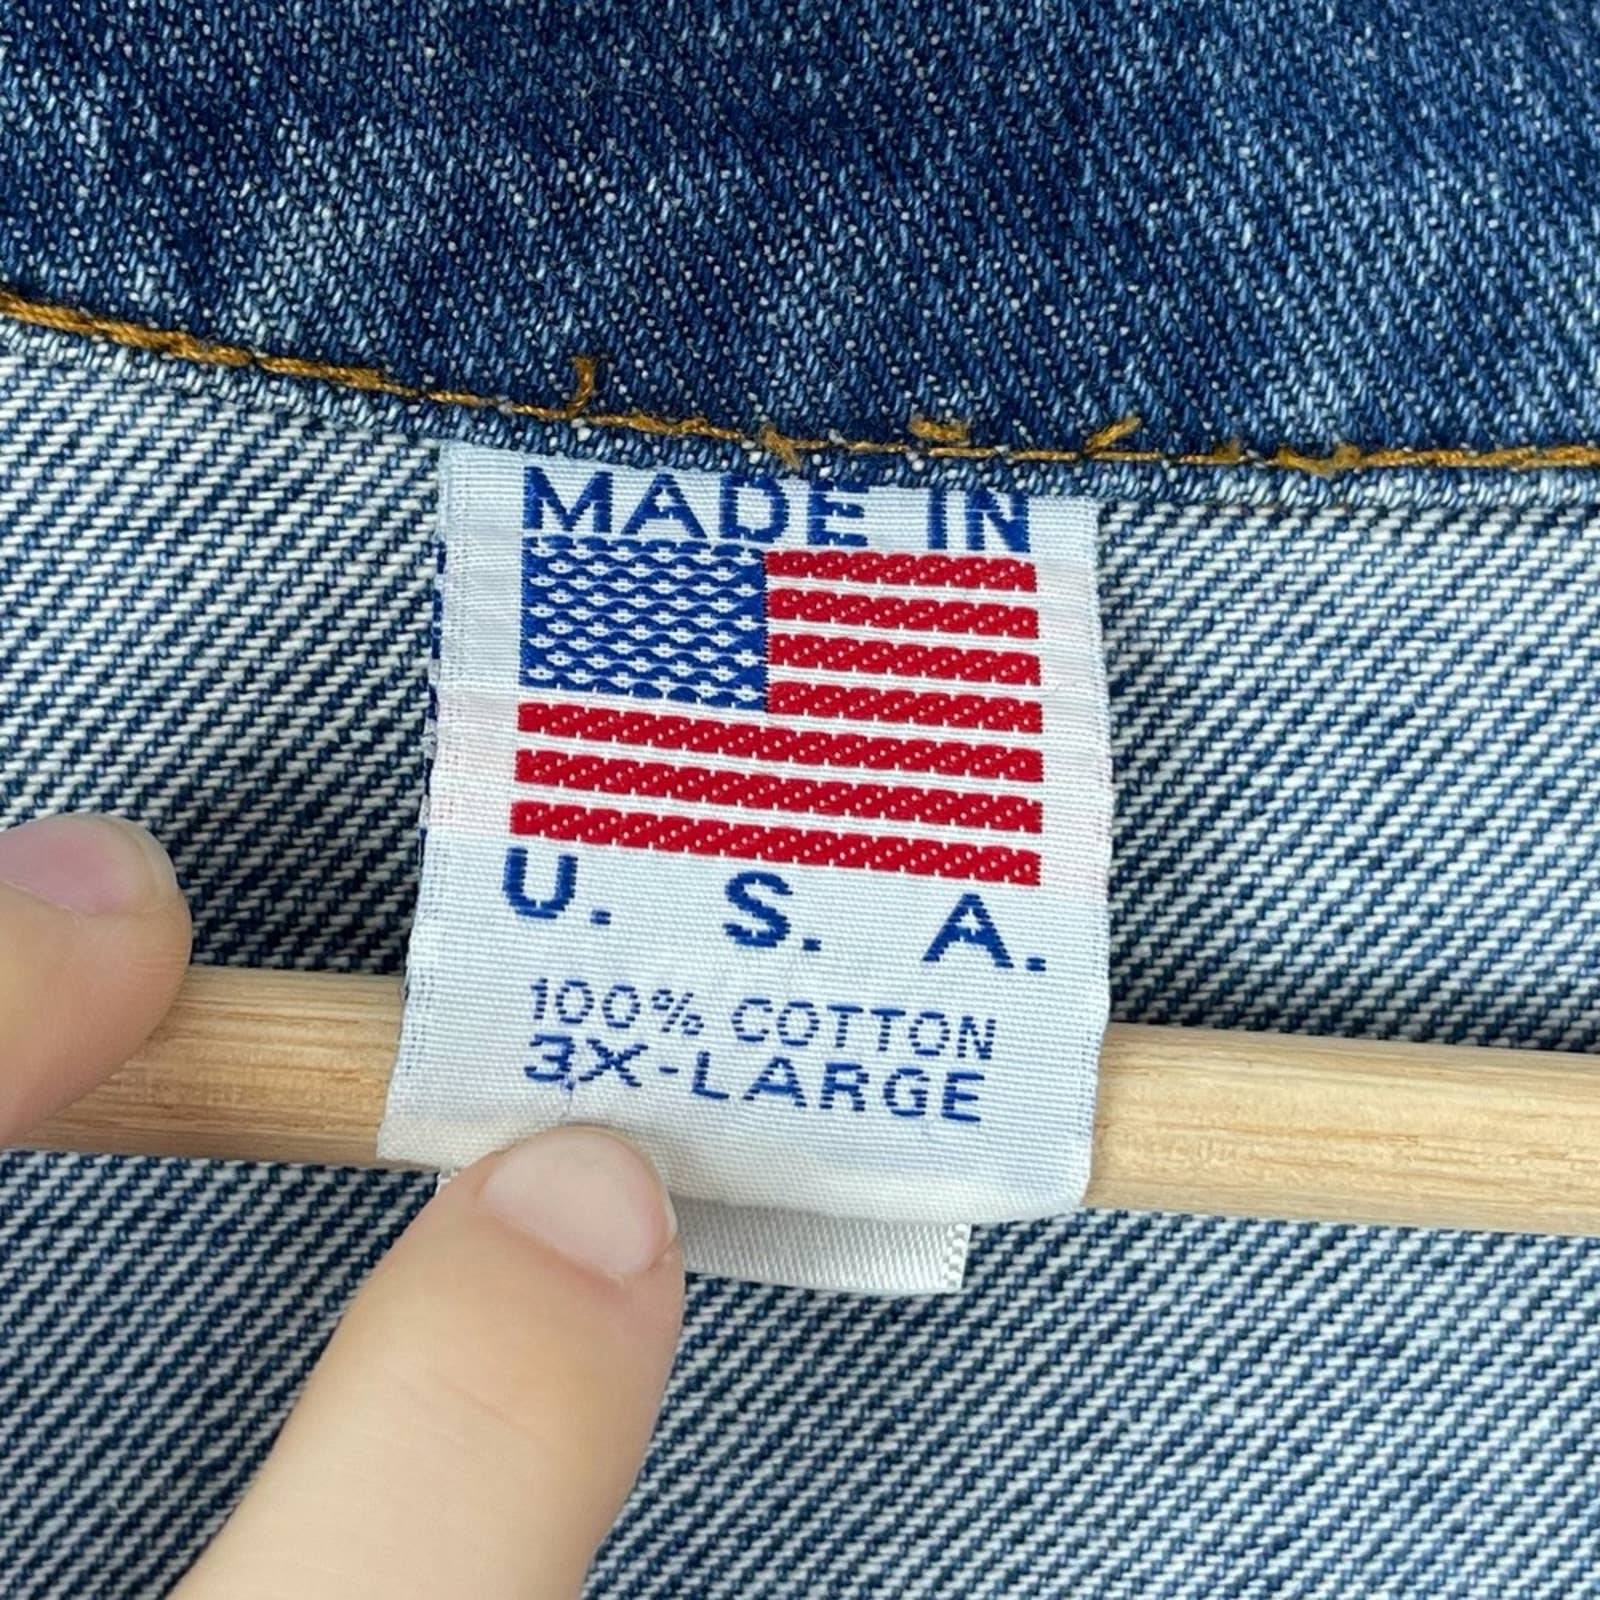 MADE IN
U. S. A.
100% COTTON
3X-LARGE